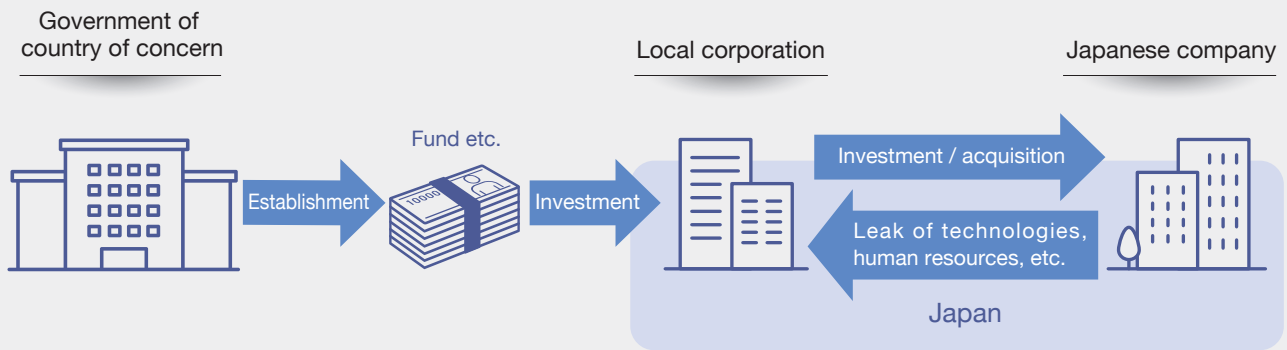 Government of
country of concern
Local corporation
Japanese company
Fund etc.
Establishment
10000
Investment
Investment / acquisition
Leak of technologies,
human resources, etc.
Japan